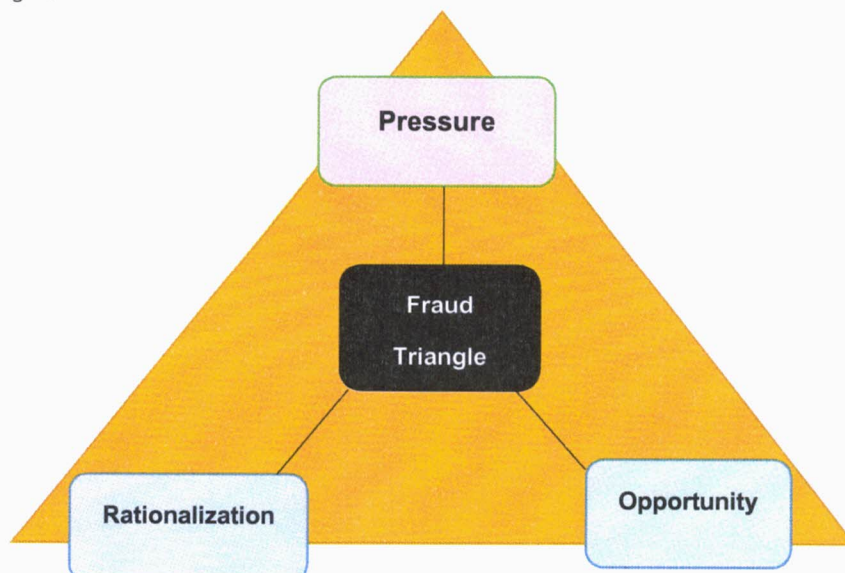 Pressure
Fraud
Triangle
Rationalization
Opportunity